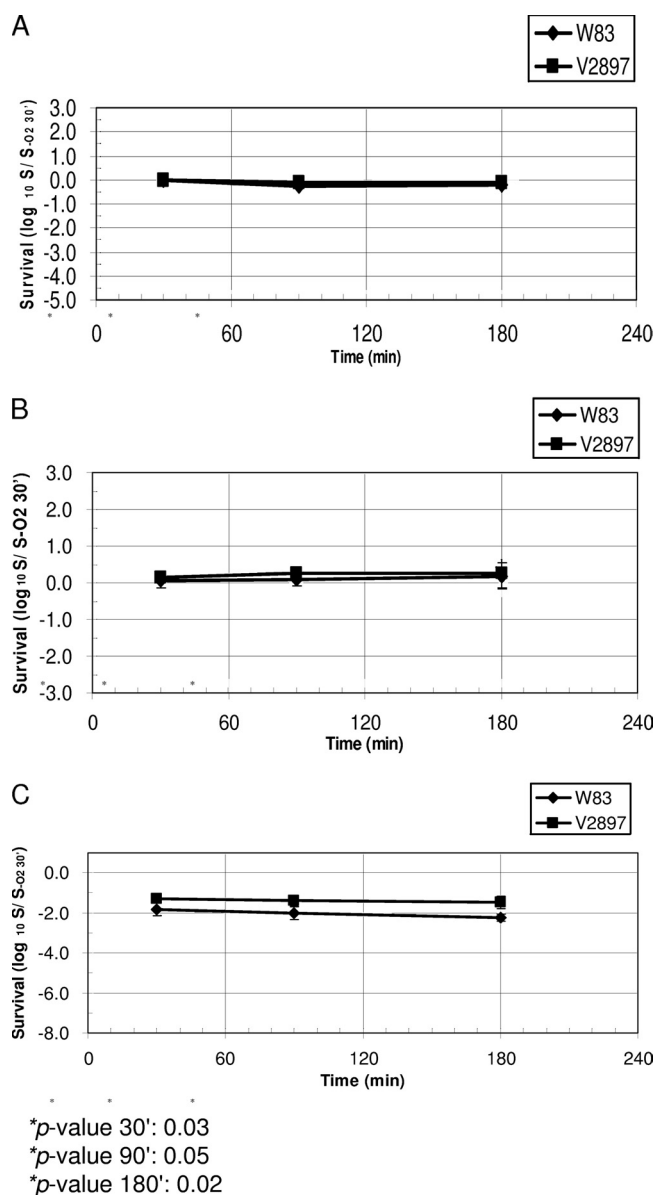 A
W83
V2897
Survival (log 10 S/ S-O2 30')
3.0
2.0
1.0
0.0
-1.0
-2.0
-3.0
-4.0
-5.0
* * *
0 60 120 180 240
Time (min)
B
W83
V2897
Survival (log 10 S/ S-O2 30')
3.0
2.0
1.0
0.0
-1.0
-2.0
-3.0
* * *
0 60 120 180 240
Time (min)
C
W83
V2897
Survival (log 10 S/ S-O2 30')
0.0
-2.0
-4.0
-6.0
-8.0
0 60 120 180 240
Time (min)
* * *
*p-value 30': 0.03
*p-value 90': 0.05
*p-value 180': 0.02